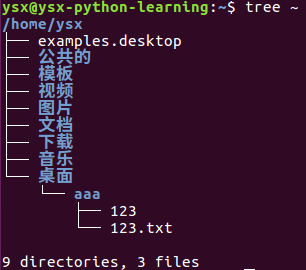 ysx@ysx-python-learning:~$ tree ~
/home/ysx
├── examples.desktop
├── 公共的
├── 模板
├── 视频
├── 图片
├── 文档
├── 下载
├── 音乐
└── 桌面
    └── aaa
        ├── 123
        └── 123.txt
9 directories, 3 files